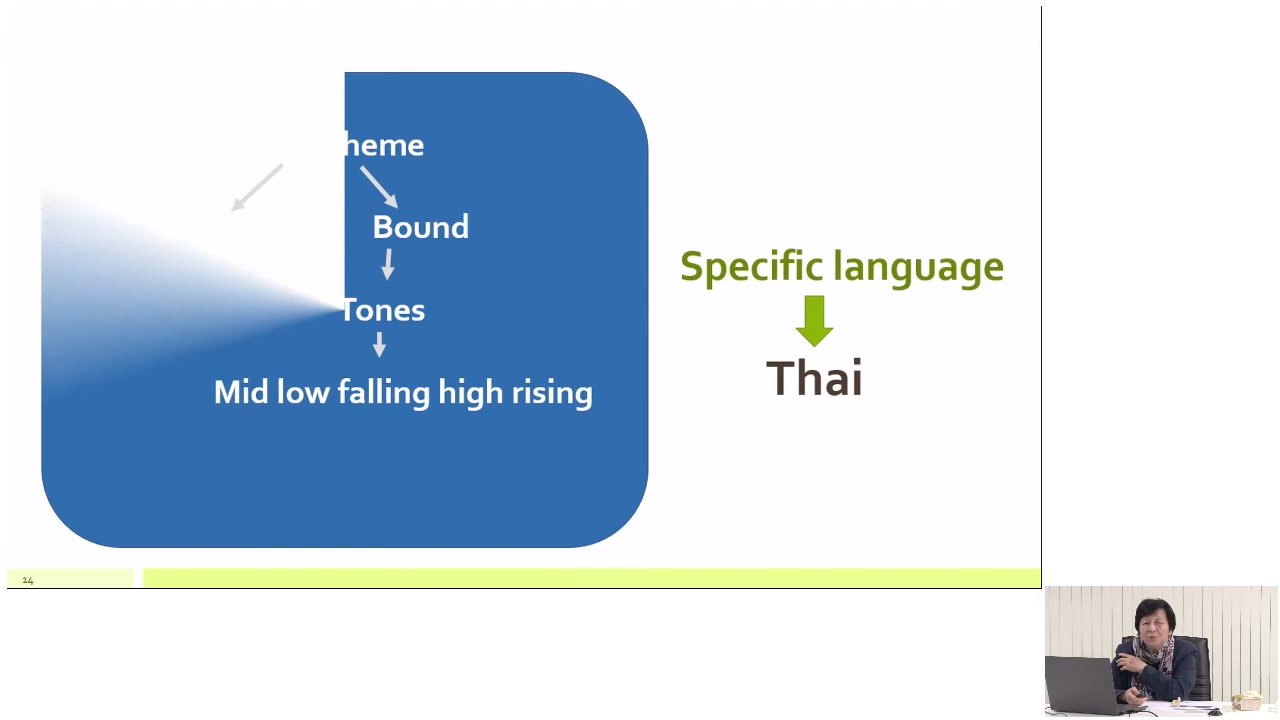 heme
Bound
Tones
Mid low falling high rising
Specific language
Thai
14